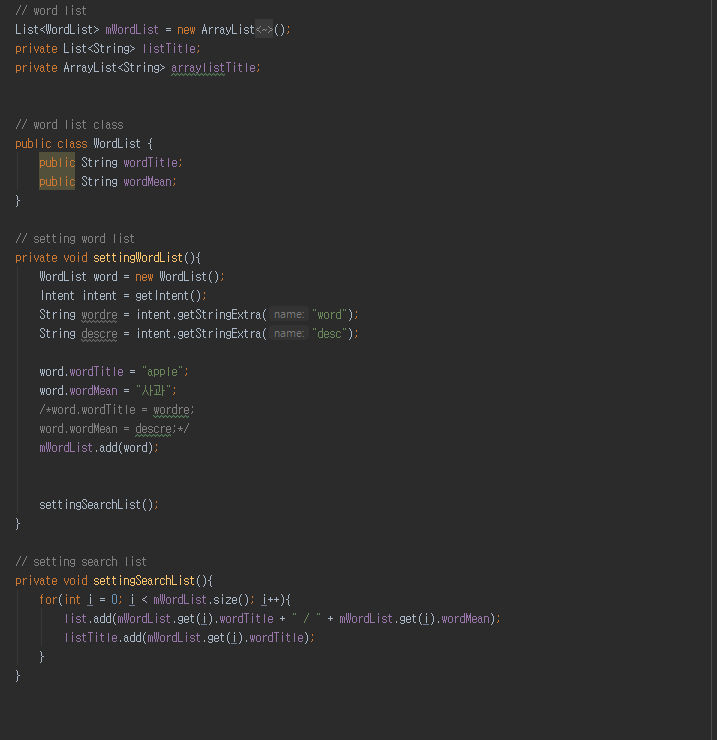 // word list
List<WordList> mWordList = new ArrayList<~>();
private List<String> listTitle;
private ArrayList<String> arraylistTitle;
// word list class
public class WordList {
public String wordTitle;
public String wordMean;
}
// setting word list
private void settingWordList(){
WordList word = new WordList();
Intent intent = getIntent();
String wordre = intent.getStringExtra( name: "word");
String descre = intent.getStringExtra( name: "desc");
word.wordTitle = "apple";
word.wordMean = "사과";
/*word.wordTitle = wordre;
word.wordMean = descre;*/
mWordList.add(word);
settingSearchList();
}
// setting search list
private void settingSearchList(){
for(int i = 0; i < mWordList.size(); i++){
list.add(mWordList.get(i).wordTitle + " / " + mWordList.get(i).wordMean);
listTitle.add(mWordList.get(i).wordTitle);
}
}